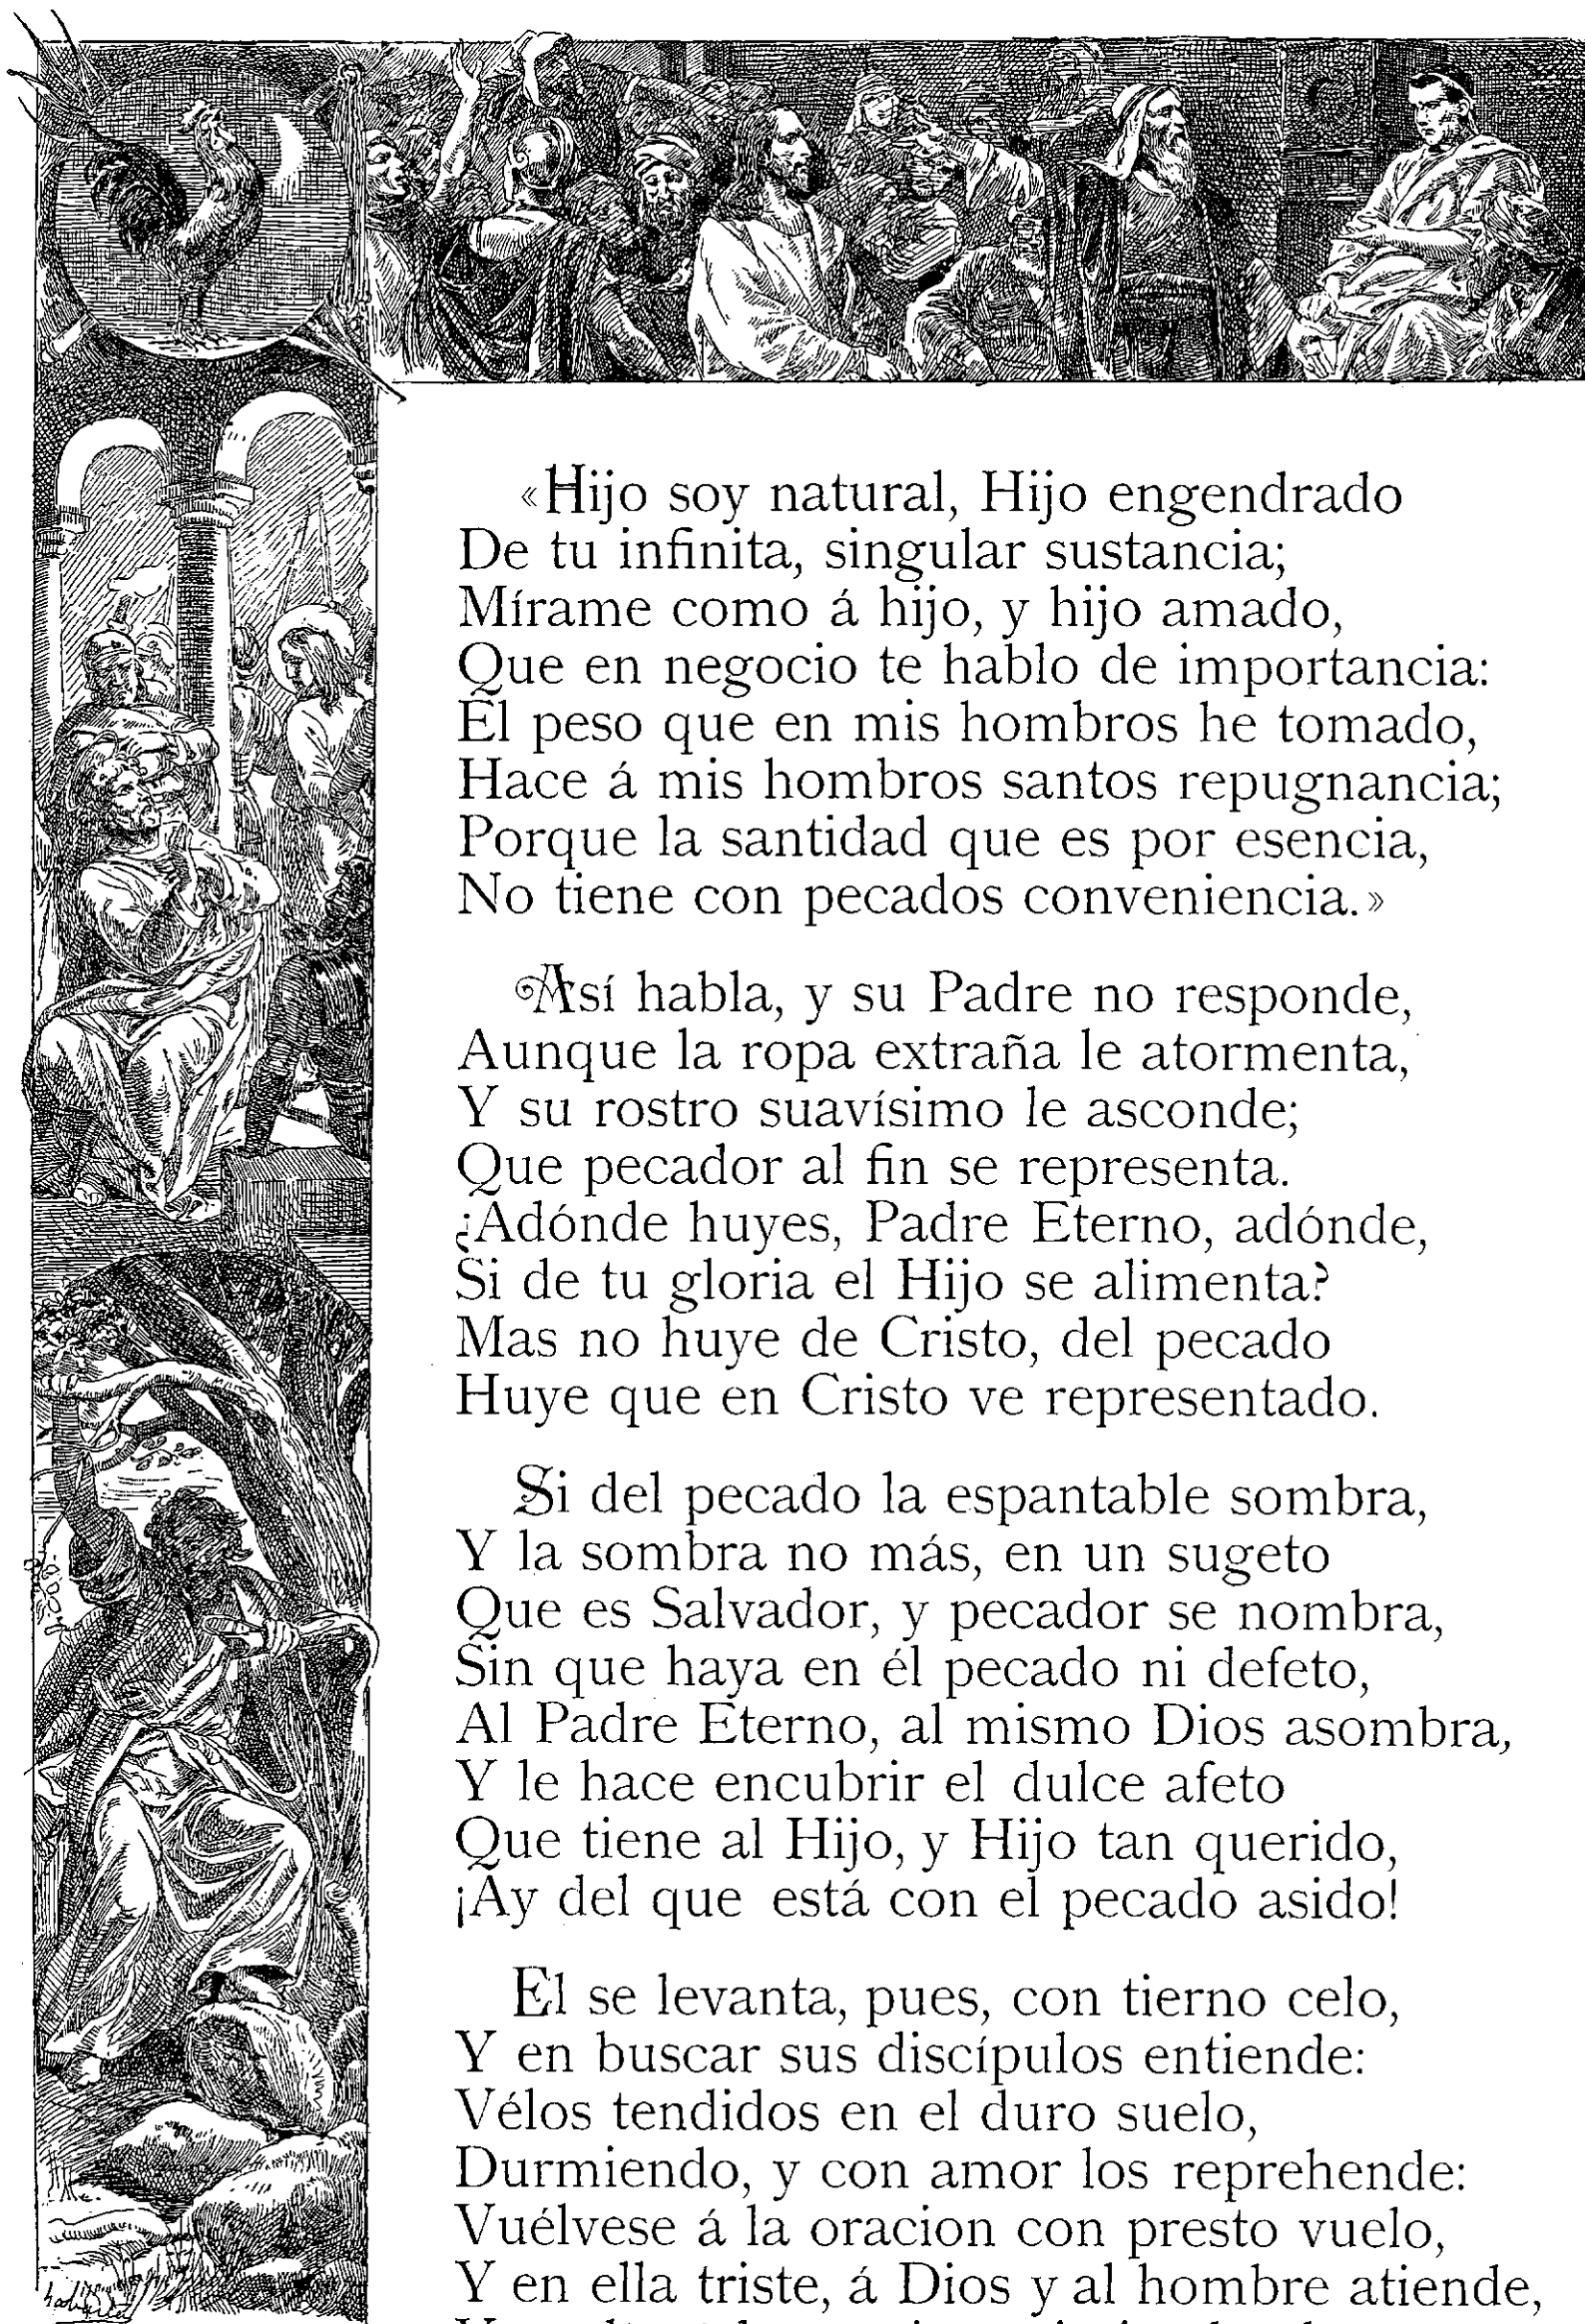 «Hijo soy natural, Hijo engendrado
De tu infinita, singular sustancia;
Mírame como á hijo, y hijo amado,
Que en negocio te hablo de importancia:
El peso que en mis hombros he tomado,
Hace á mis hombros santos repugnancia;
Porque la santidad que es por esencia,
No tiene con pecados conveniencia.»
Así habla, y su Padre no responde,
Aunque la ropa extraña le atormenta,
Y su rostro suavísimo le asconde;
Que pecador al fin se representa.
¿Adónde huyes, Padre Eterno, adónde,
Si de tu gloria el Hijo se alimenta?
Mas no huye de Cristo, del pecado
Huye que en Cristo ve representado.
Si del pecado la espantable sombra,
Y la sombra no más, en un sugeto
Que es Salvador, y pecador se nombra,
Sin que haya en él pecado ni defeto,
Al Padre Eterno, al mismo Dios asombra,
Y le hace encubrir el dulce afeto
Que tiene al Hijo, y Hijo tan querido,
¡Ay del que está con el pecado asido!
El se levanta, pues, con tierno celo,
Y en buscar sus discípulos entiende:
Vélos tendidos en el duro suelo,
Durmiendo, y con amor los reprehende:
Vuélvese á la oracion con presto vuelo,
Y en ella triste, á Dios y al hombre atiende,